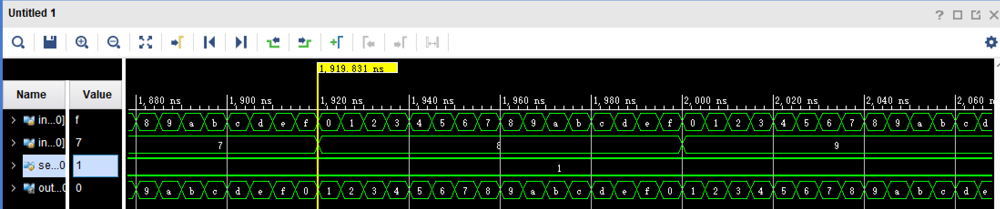 Untitled 1
1,919.831 ns
Name Value
1,880 ns 1,900 ns 1,920 ns 1,940 ns 1,960 ns 1,980 ns 2,000 ns 2,020 ns 2,040 ns 2,060 n
in...0] f 8 9 a b c d e f 0 1 2 3 4 5 6 7 8 9 a b c d e f 0 1 2 3 4 5 6 7 8 9 a b c d
in...0] 7 7 8 9
se...0 1 1
out...0 0 9 a b c d e f 0 1 2 3 4 5 6 7 8 9 a b c d e f 0 1 2 3 4 5 6 7 8 9 a b c d e